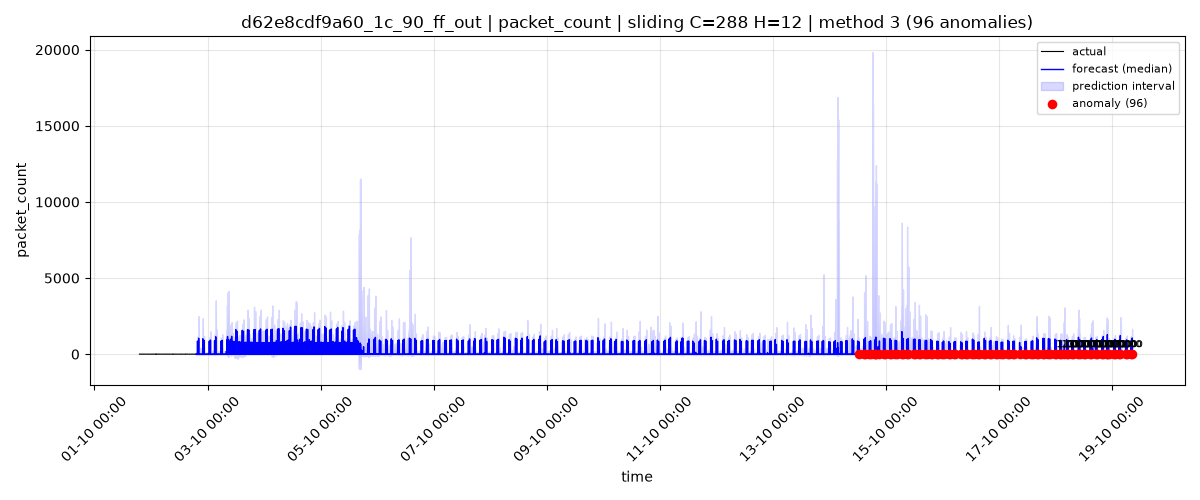 d62e8cdf9a60_1c_90_ff_out | packet_count | sliding C=288 H=12 | method 3 (96 anomalies)
actual
forecast (median)
prediction interval
anomaly (96)
packet_count
20000
15000
10000
5000
0
01-10 00:00
03-10 00:00
05-10 00:00
07-10 00:00
09-10 00:00
11-10 00:00
13-10 00:00
15-10 00:00
17-10 00:00
19-10 00:00
time